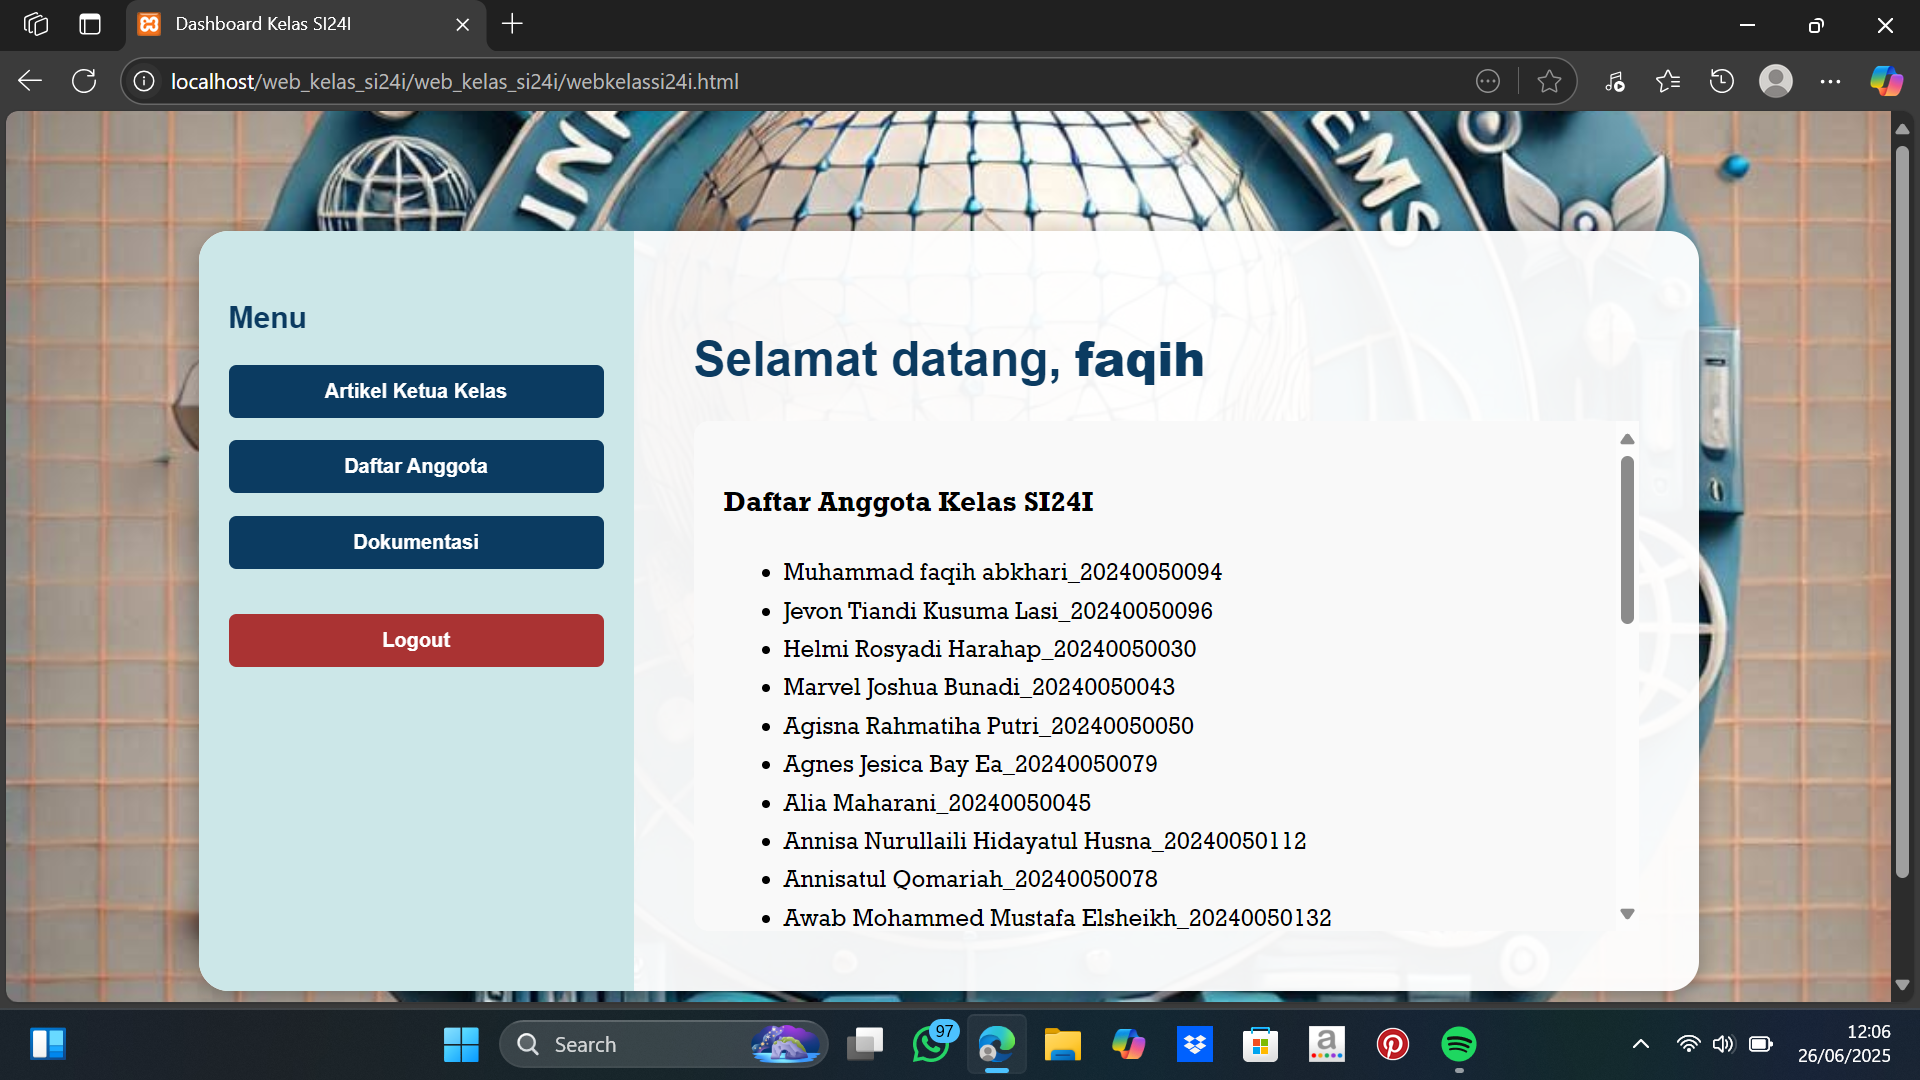 Dashboard Kelas SI24I
localhost/web_kelas_si24i/web_kelas_si24i/webkelassi24i.html
Menu
Artikel Ketua Kelas
Daftar Anggota
Dokumentasi
Logout
Selamat datang, faqih
Daftar Anggota Kelas SI24I
Muhammad faqih abkhari_20240050094
Jevon Tiandi Kusuma Lasi_20240050096
Helmi Rosyadi Harahap_20240050030
Marvel Joshua Bunadi_20240050043
Agisna Rahmatiha Putri_20240050050
Agnes Jesica Bay Ea_20240050079
Alia Maharani_20240050045
Annisa Nurullaili Hidayatul Husna_20240050112
Annisatul Qomariah_20240050078
Awab Mohammed Mustafa Elsheikh_20240050132
Search
97
a
12:06
26/06/2025